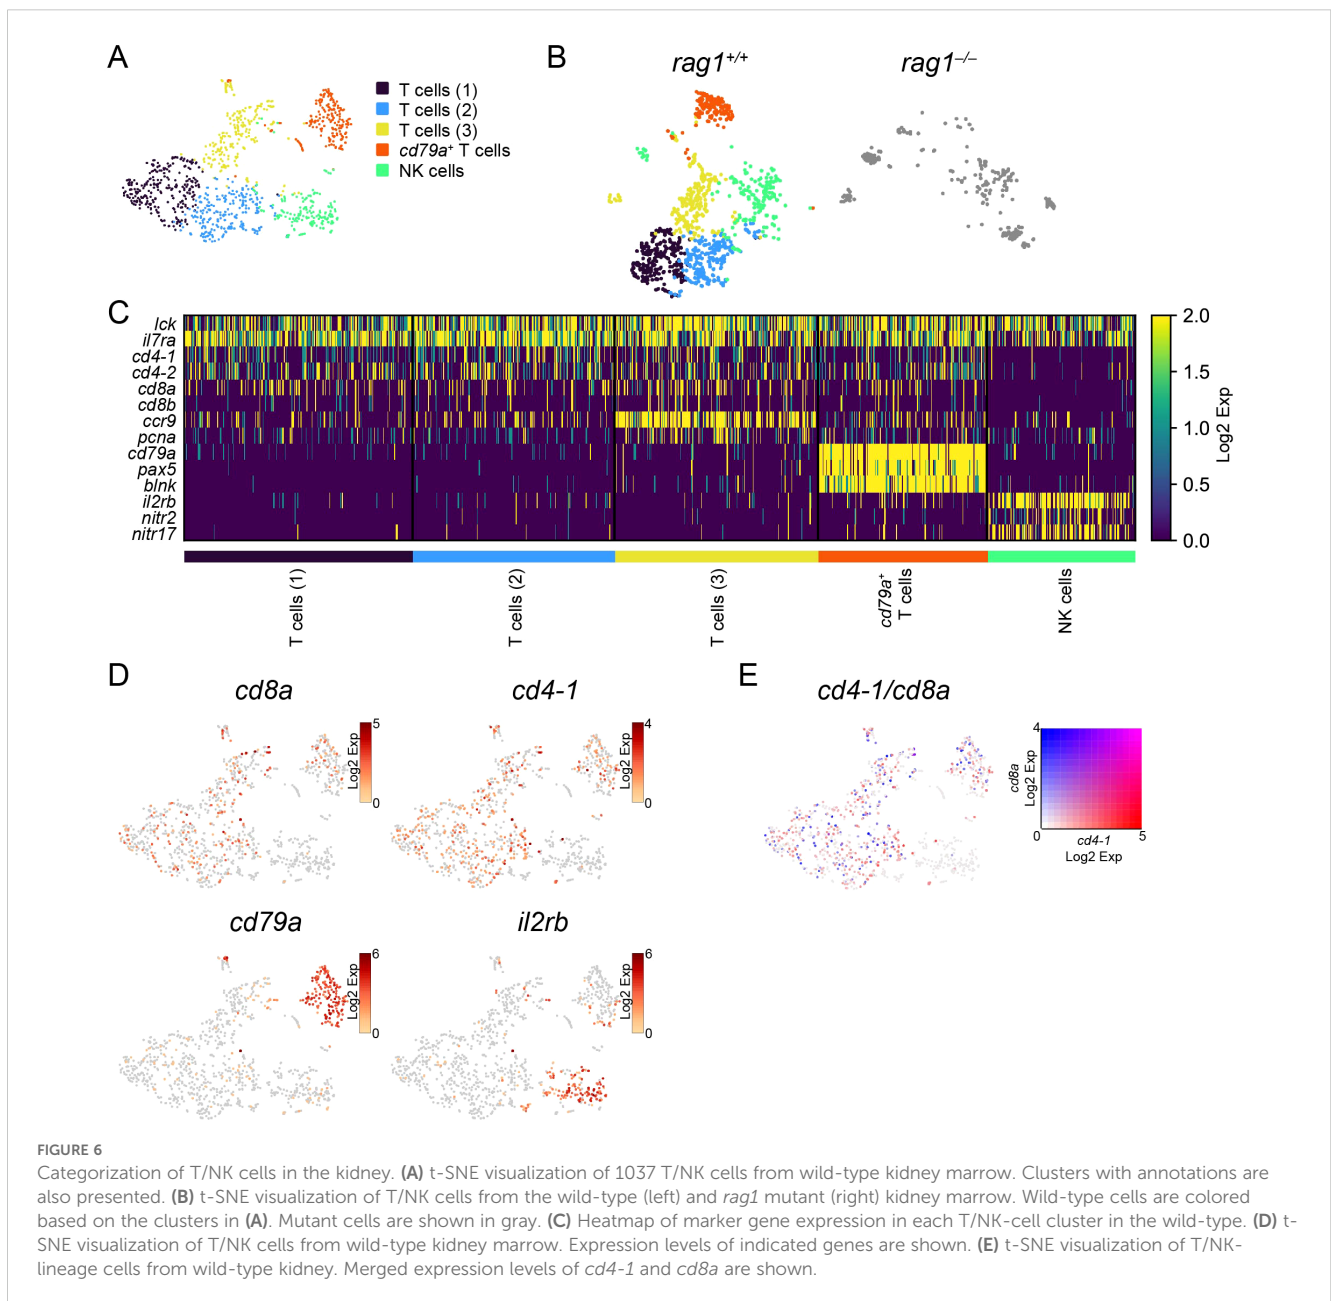 A
T cells (1)
T cells (2)
T cells (3)
cd79a+ T cells
NK cells
B
rag1+/+
rag1–/–
C
lck
il7ra
cd4-1
cd4-2
cd8a
cd8b
ccr9
pcna
cd79a
pax5
blnk
il2rb
nitr2
nitr17
2.0
1.5
1.0
0.5
0.0
Log2 Exp
T cells (1)
T cells (2)
T cells (3)
cd79a+
T cells
NK cells
D
cd8a
5
0
Log2 Exp
cd4-1
4
0
Log2 Exp
cd79a
6
0
Log2 Exp
il2rb
6
0
Log2 Exp
E
cd4-1/cd8a
4
cd8a
Log2 Exp
0
5
cd4-1
Log2 Exp
FIGURE 6
Categorization of T/NK cells in the kidney. (A) t-SNE visualization of 1037 T/NK cells from wild-type kidney marrow. Clusters with annotations are
also presented. (B) t-SNE visualization of T/NK cells from the wild-type (left) and rag1 mutant (right) kidney marrow. Wild-type cells are colored
based on the clusters in (A). Mutant cells are shown in gray. (C) Heatmap of marker gene expression in each T/NK-cell cluster in the wild-type. (D) t-
SNE visualization of T/NK cells from wild-type kidney marrow. Expression levels of indicated genes are shown. (E) t-SNE visualization of T/NK-
lineage cells from wild-type kidney. Merged expression levels of cd4-1 and cd8a are shown.